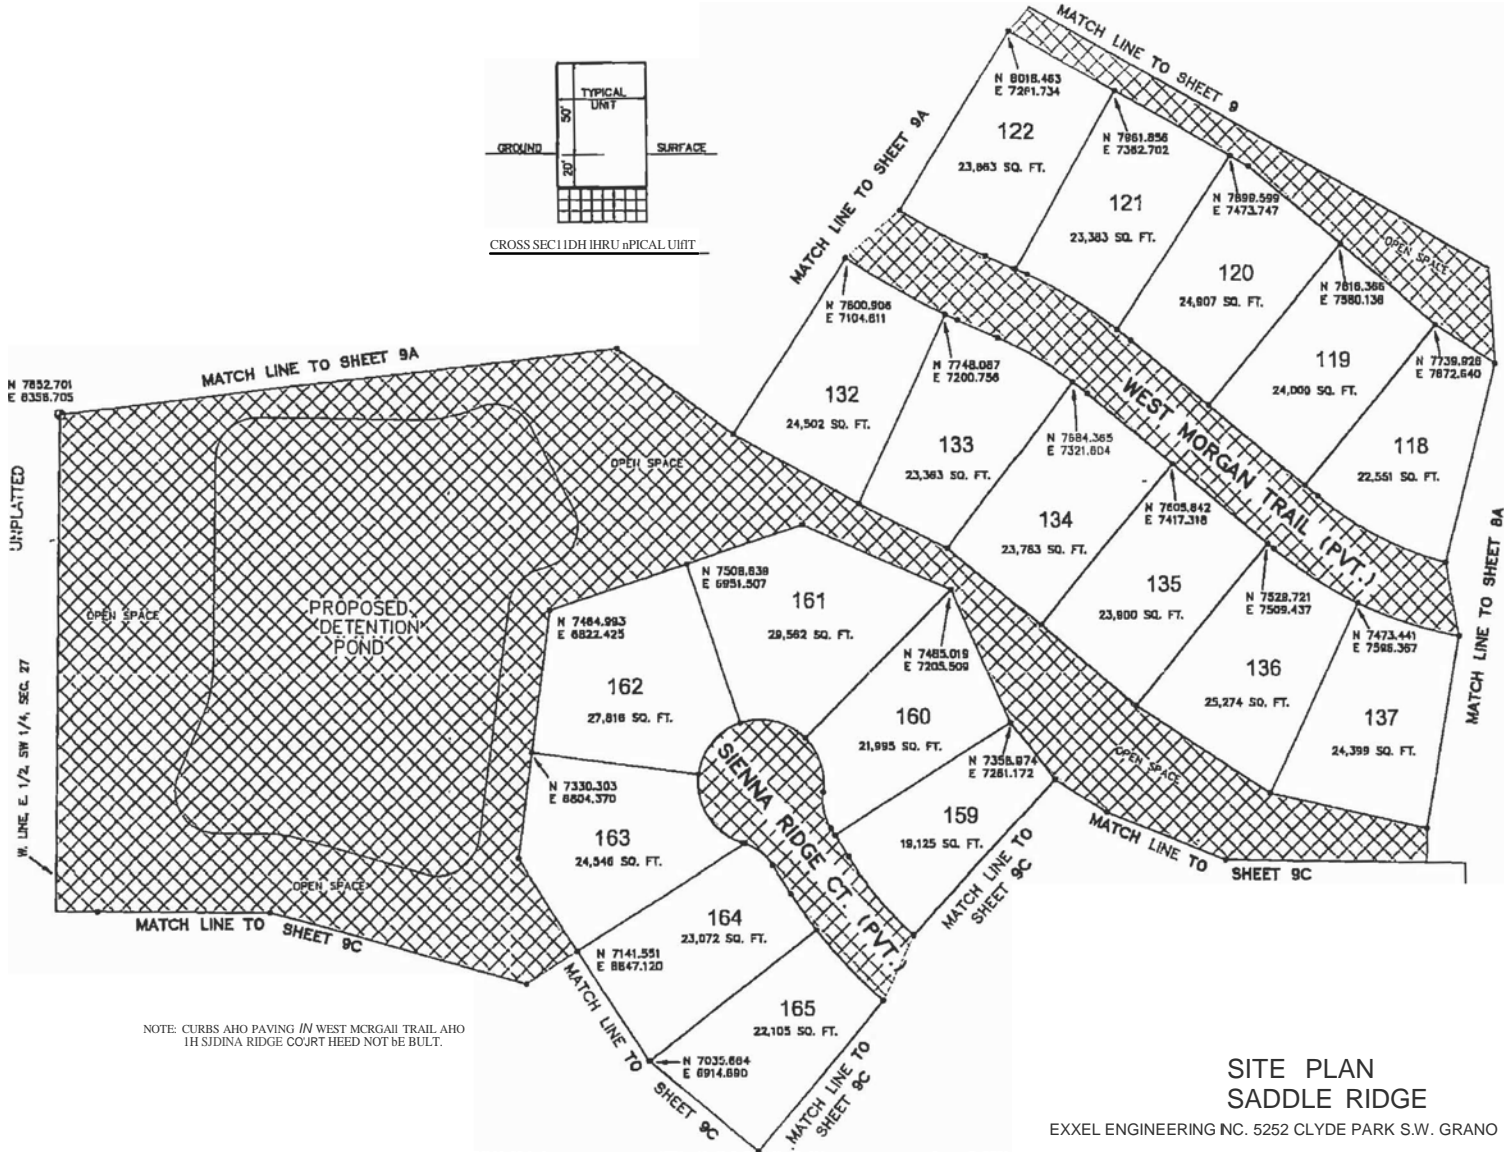 MATCH LINE TO SHEET 9
TYPICAL
UNIT
50'
20'
GROUND
SURFACE
CROSS SEC11DH IHRU nPICAL UlflT
MATCH LINE TO SHEET 9A
N 8018.463
E 7261.734
122
23,863 SQ. FT.
N 7961.856
E 7362.702
121
23,383 SQ. FT.
N 7899.599
E 7473.747
120
24,907 SQ. FT.
OPEN SPACE
N 7816.366
E 7580.136
119
24,009 SQ. FT.
N 7739.926
E 7672.640
118
22,551 SQ. FT.
WEST MORGAN TRAIL (PVT.)
N 7800.906
E 7104.611
132
24,502 SQ. FT.
N 7748.087
E 7200.756
133
23,383 SQ. FT.
N 7684.365
E 7321.604
134
23,763 SQ. FT.
N 7605.842
E 7417.318
135
23,800 SQ. FT.
N 7528.721
E 7509.437
136
25,274 SQ. FT.
N 7473.441
E 7596.367
137
24,399 SQ. FT.
MATCH LINE TO SHEET 8A
MATCH LINE TO SHEET 9A
N 7652.701
E 6358.705
UNPLATTED
W. LINE, E. 1/2, SW 1/4, SEC. 27
OPEN SPACE
OPEN SPACE
PROPOSED
DETENTION
POND
OPEN SPACE
N 7508.639
E 6951.507
161
29,562 SQ. FT.
N 7464.993
E 6822.425
162
27,816 SQ. FT.
N 7485.019
E 7205.509
160
21,995 SQ. FT.
N 7358.974
E 7261.172
159
19,125 SQ. FT.
OPEN SPACE
N 7330.303
E 6804.370
163
24,546 SQ. FT.
SIENNA RIDGE CT. (PVT.)
164
23,072 SQ. FT.
N 7141.551
E 6847.120
165
22,105 SQ. FT.
N 7035.664
E 6914.690
MATCH LINE TO
SHEET 9C
MATCH LINE TO
SHEET 9C
MATCH LINE TO
SHEET 9C
MATCH LINE TO
SHEET 9C
MATCH LINE TO
SHEET 9C
NOTE: CURBS AHO PAVING IN WEST MCRGAll TRAIL AHO
1H SJDINA RIDGE CO'JRT HEED NOT bE BULT.
SITE PLAN
SADDLE RIDGE
EXXEL ENGINEERING INC. 5252 CLYDE PARK S.W. GRANO